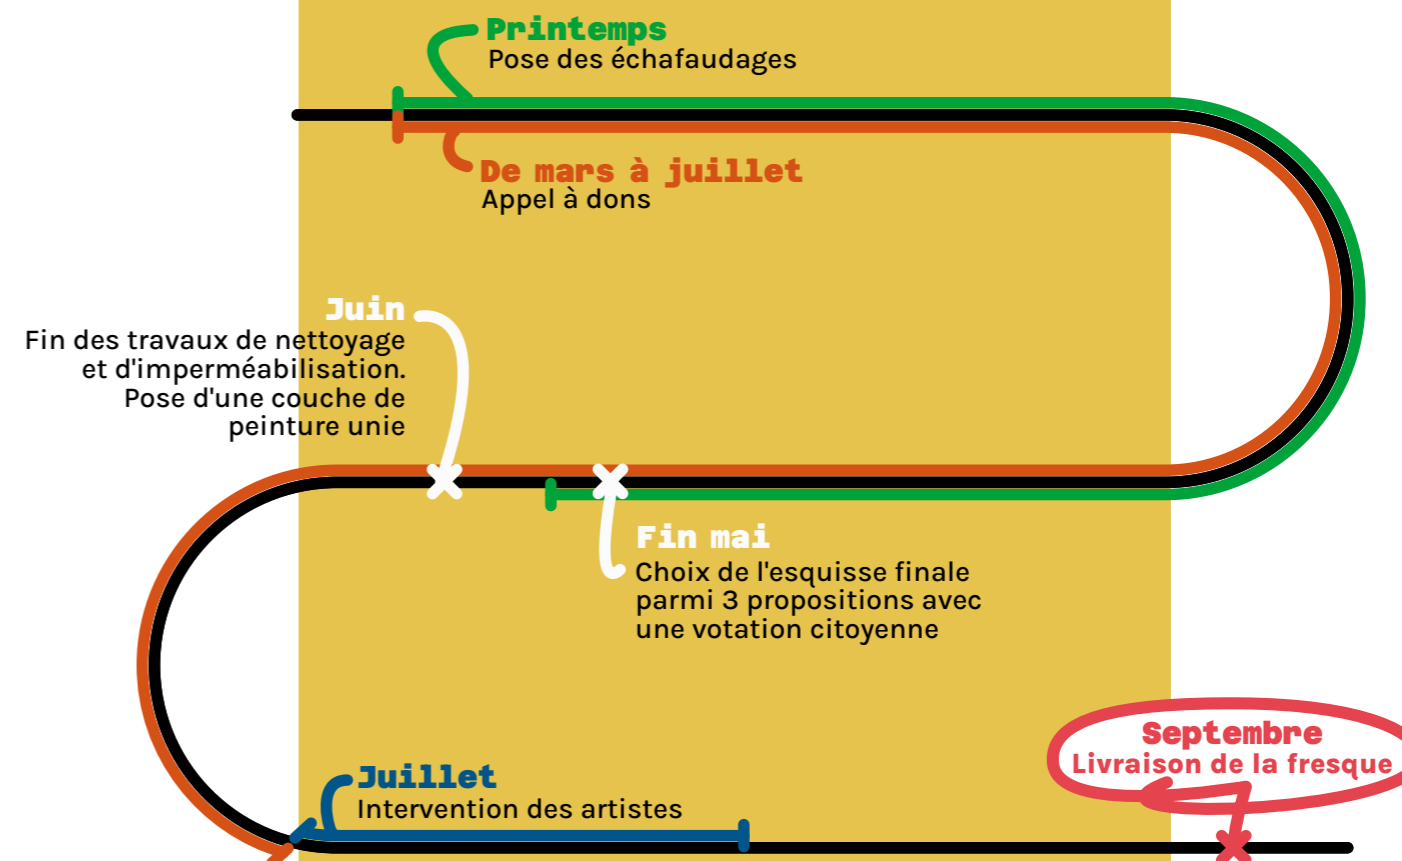 Printemps
Pose des échafaudages
De mars à juillet
Appel à dons
Juin
Fin des travaux de nettoyage
et d'imperméabilisation.
Pose d'une couche de
peinture unie
Fin mai
Choix de l'esquisse finale
parmi 3 propositions avec
une votation citoyenne
Septembre
Livraison de la fresque
Juillet
Intervention des artistes